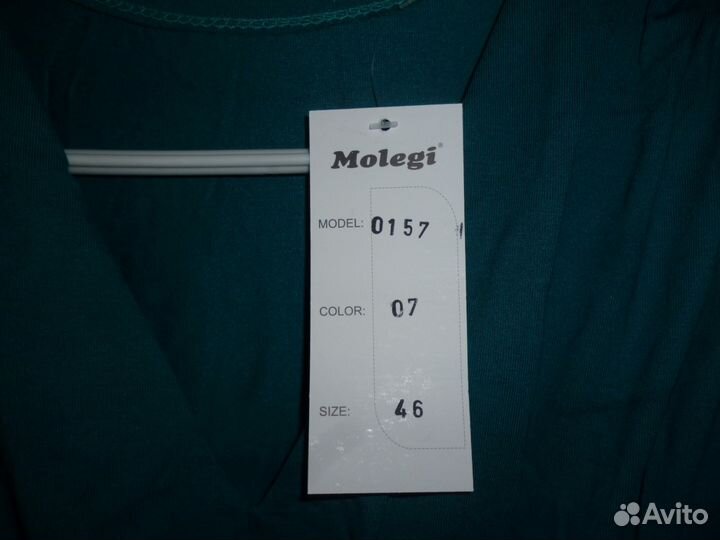 Molegi®
MODEL: 0157
COLOR: 07
SIZE: 46
Avito